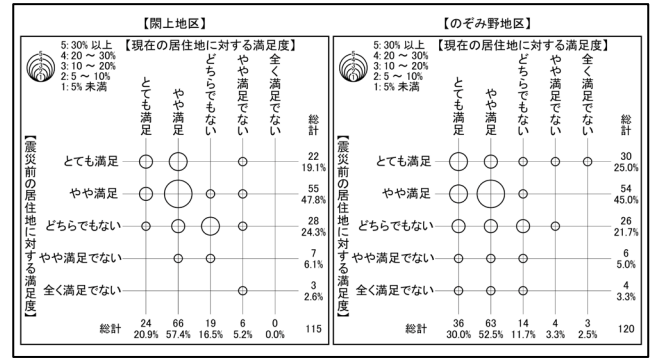 【閖上地区】
5:30% 以上
4:20 ~ 30%
3:10 ~ 20%
2:5 ~ 10%
1:5% 未満
5
4
3
2
1
【現在の居住地に対する満足度】
とても満足
やや満足
どちらでもない
やや満足でない
全く満足でない
総計
【震災前の居住地に対する満足度】
とても満足
22
19.1%
やや満足
55
47.8%
どちらでもない
28
24.3%
やや満足でない
7
6.1%
全く満足でない
3
2.6%
総計
24 66 19 6 0
20.9% 57.4% 16.5% 5.2% 0.0%
115
【のぞみ野地区】
5:30% 以上
4:20 ~ 30%
3:10 ~ 20%
2:5 ~ 10%
1:5% 未満
5
4
3
2
1
【現在の居住地に対する満足度】
とても満足
やや満足
どちらでもない
やや満足でない
全く満足でない
総計
【震災前の居住地に対する満足度】
とても満足
30
25.0%
やや満足
54
45.0%
どちらでもない
26
21.7%
やや満足でない
6
5.0%
全く満足でない
4
3.3%
総計
36 63 14 4 3
30.0% 52.5% 11.7% 3.3% 2.5%
120